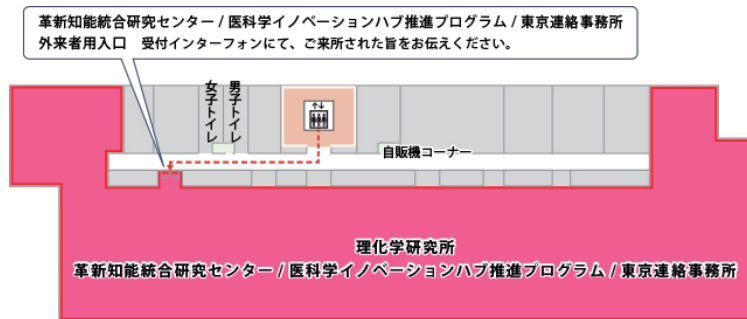 革新知能統合研究センター / 医科学イノベーションハブ推進プログラム / 東京連絡事務所
外来者用入口 受付インターフォンにて、ご来所された旨をお伝えください。
女子トイレ
男子トイレ
自販機コーナー
理化学研究所
革新知能統合研究センター / 医科学イノベーションハブ推進プログラム / 東京連絡事務所